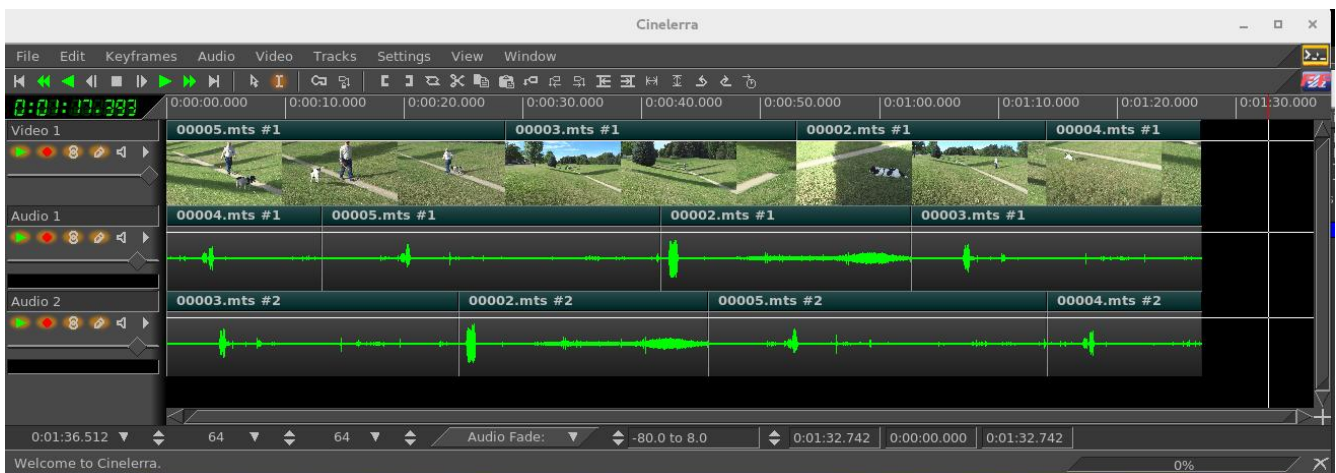 Cinelerra
File Edit Keyframes Audio Video Tracks Settings View Window
0:01:17.393 0:00:00.000 0:00:10.000 0:00:20.000 0:00:30.000 0:00:40.000 0:00:50.000 0:01:00.000 0:01:10.000 0:01:20.000 0:01:30.000
Video 1 00005.mts #1 00003.mts #1 00002.mts #1 00004.mts #1
Audio 1 00004.mts #1 00005.mts #1 00002.mts #1 00003.mts #1
Audio 2 00003.mts #2 00002.mts #2 00005.mts #2 00004.mts #2
0:01:36.512 64 64 Audio Fade: -80.0 to 8.0 0:01:32.742 0:00:00.000 0:01:32.742
Welcome to Cinelerra. 0%